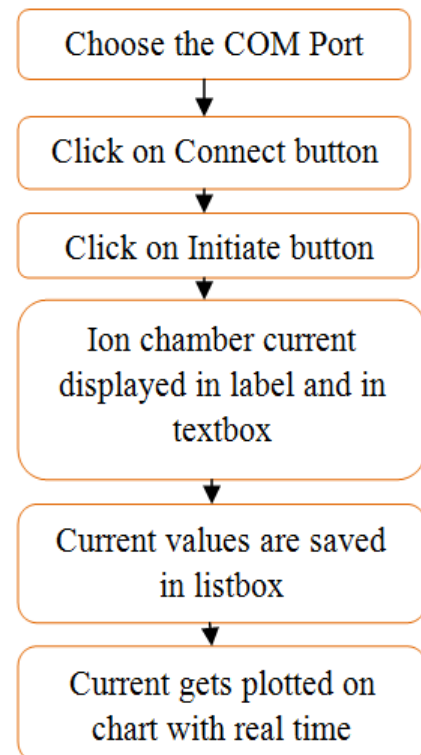 Choose the COM Port
Click on Connect button
Click on Initiate button
Ion chamber current
displayed in label and in
textbox
Current values are saved
in listbox
Current gets plotted on
chart with real time